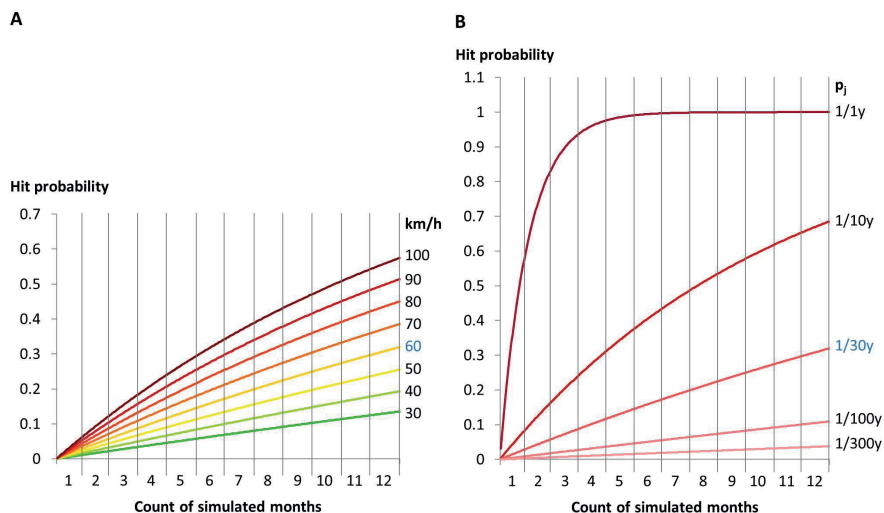 A
Hit probability
0.7
0.6
0.5
0.4
0.3
0.2
0.1
0
km/h
100
90
80
70
60
50
40
30
1 2 3 4 5 6 7 8 9 10 11 12
Count of simulated months
B
Hit probability
1.1
1
0.9
0.8
0.7
0.6
0.5
0.4
0.3
0.2
0.1
0
pj
1/1y
1/10y
1/30y
1/100y
1/300y
1 2 3 4 5 6 7 8 9 10 11 12
Count of simulated months